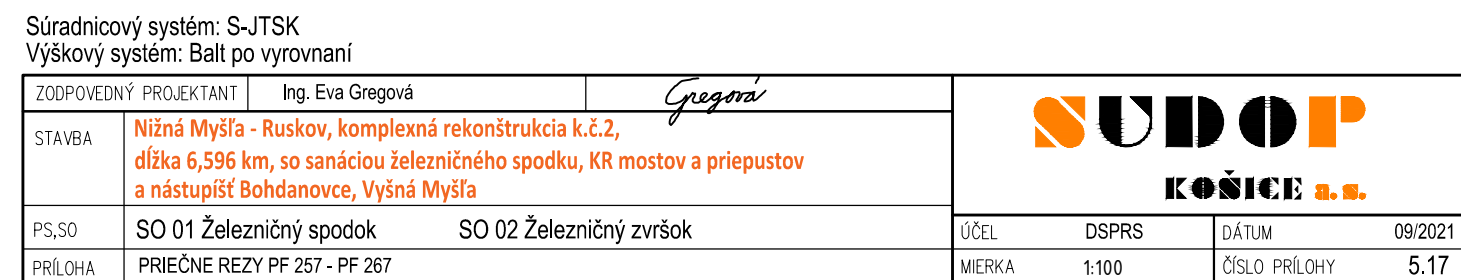 Súradnicový systém: S-JTSK
Výškový systém: Balt po vyrovnaní
ZODPOVEDNÝ PROJEKTANT Ing. Eva Gregová Gregová
STAVBA Nižná Myšľa - Ruskov, komplexná rekonštrukcia k.č.2,
dĺžka 6,596 km, so sanáciou železničného spodku, KR mostov a priepustov
a nástupíšť Bohdanovce, Vyšná Myšľa
SUDOP
KOŠICE a.s.
PS,SO SO 01 Železničný spodok SO 02 Železničný zvršok
ÚČEL DSPRS DÁTUM 09/2021
PRÍLOHA PRIEČNE REZY PF 257 - PF 267
MIERKA 1:100 ČÍSLO PRÍLOHY 5.17